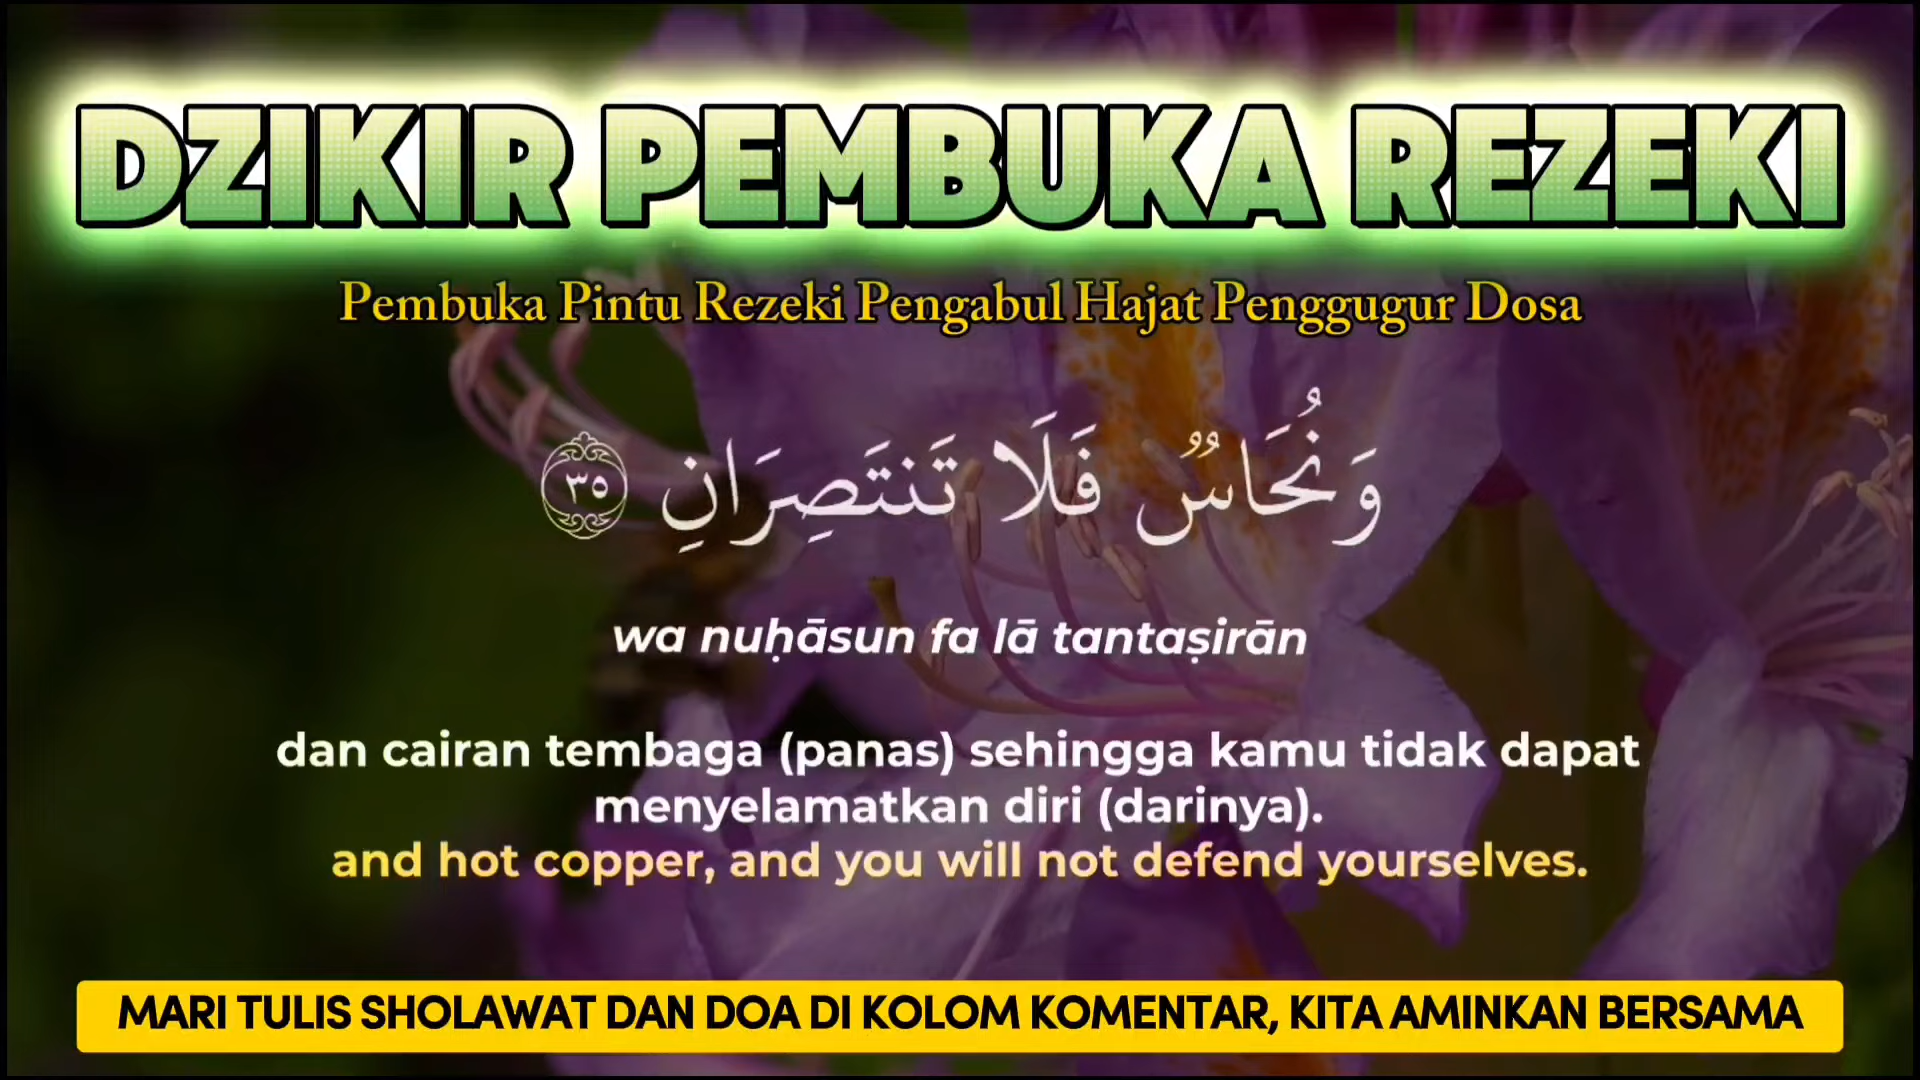 DZIKIR PEMBUKA REZEKI
Pembuka Pintu Rezeki Pengabul Hajat Penggugur Dosa
وَنُحَاسٌ فَلَا تَنتَصِرَانِ ٣٥
wa nuḥāsun fa lā tantaṣirān
dan cairan tembaga (panas) sehingga kamu tidak dapat
menyelamatkan diri (darinya).
and hot copper, and you will not defend yourselves.
MARI TULIS SHOLAWAT DAN DOA DI KOLOM KOMENTAR, KITA AMINKAN BERSAMA